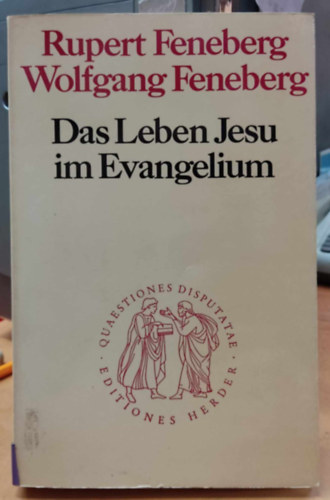 Rupert Feneberg
Wolfgang Feneberg
Das Leben Jesu
im Evangelium
· QUAESTIONES DISPUTATAE ·
EDITIONES HERDER